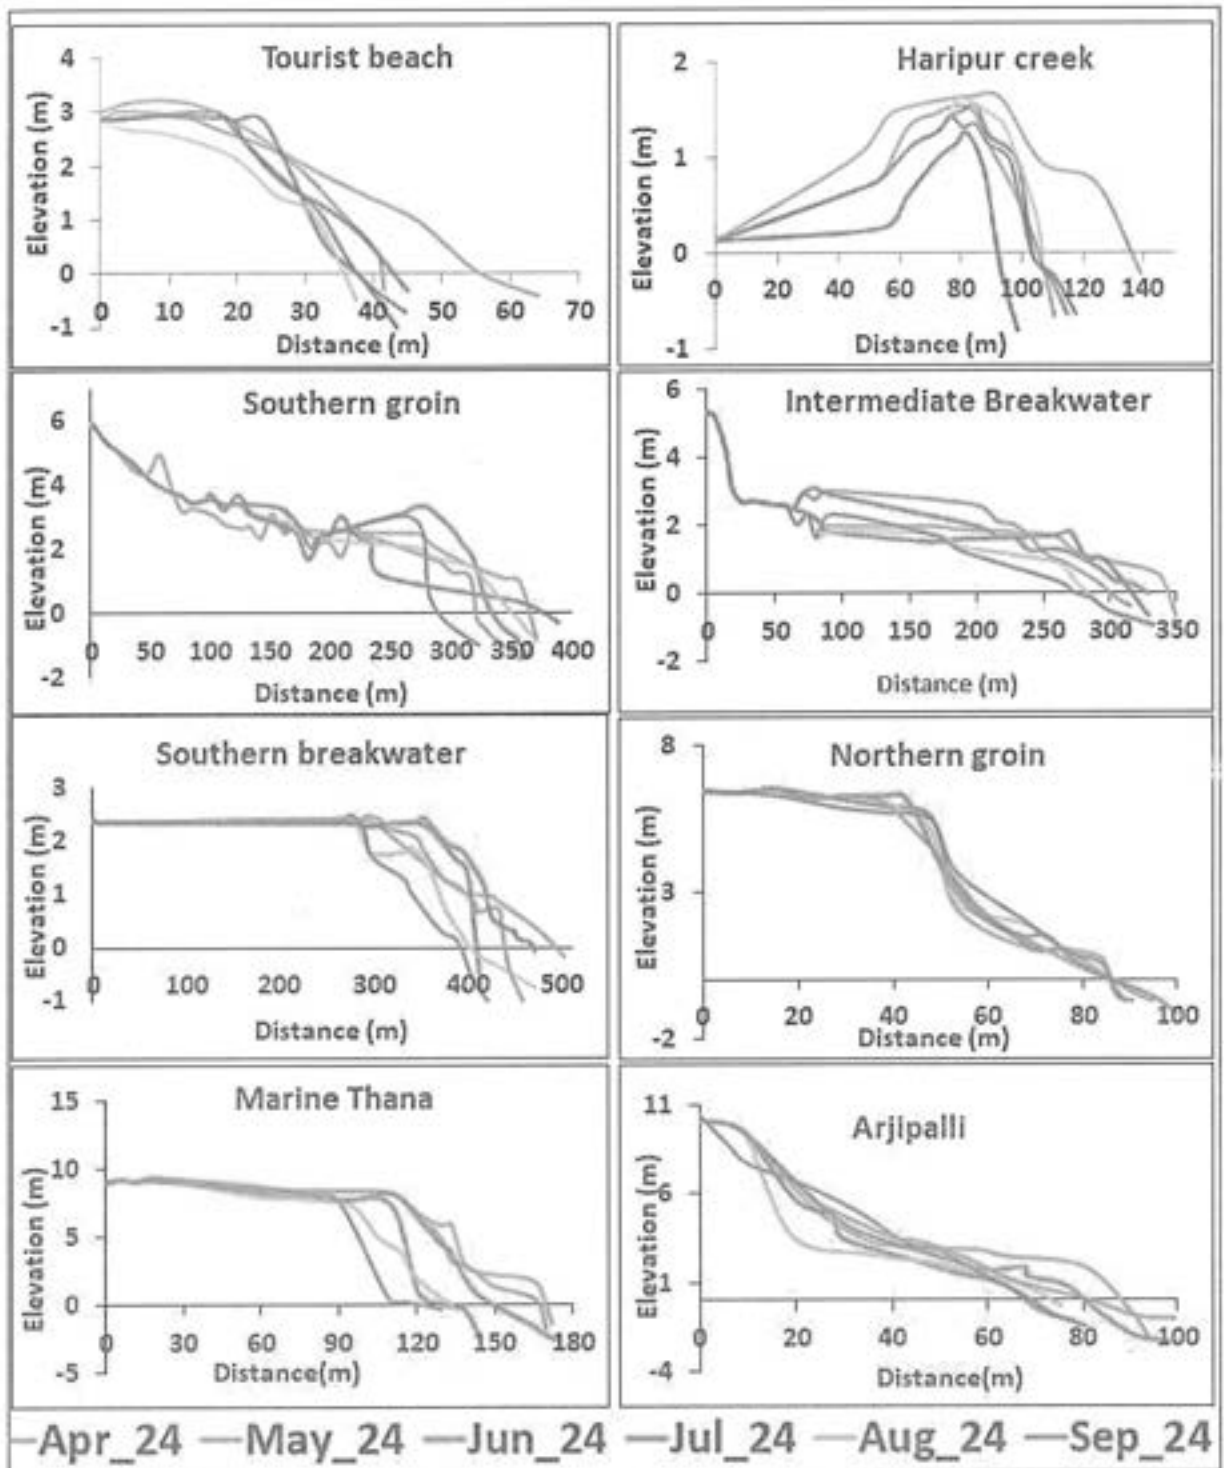 Tourist beach
4
3
2
1
0
-1
Elevation (m)
0 10 20 30 40 50 60 70
Distance (m)
Haripur creek
2
1
0
-1
Elevation (m)
0 20 40 60 80 100 120 140
Distance (m)
Southern groin
6
4
2
0
-2
Elevation (m)
0 50 100 150 200 250 300 350 400
Distance (m)
Intermediate Breakwater
6
4
2
0
-2
Elevation (m)
0 50 100 150 200 250 300 350
Distance (m)
Southern breakwater
3
2
1
0
-1
Elevation (m)
0 100 200 300 400 500
Distance (m)
Northern groin
8
3
-2
Elevation (m)
0 20 40 60 80 100
Distance (m)
Marine Thana
15
10
5
0
-5
Elevation (m)
0 30 60 90 120 150 180
Distance(m)
Arjipalli
11
6
1
-4
Elevation (m)
0 20 40 60 80 100
Distance(m)
Apr_24 May_24 Jun_24 Jul_24 Aug_24 Sep_24